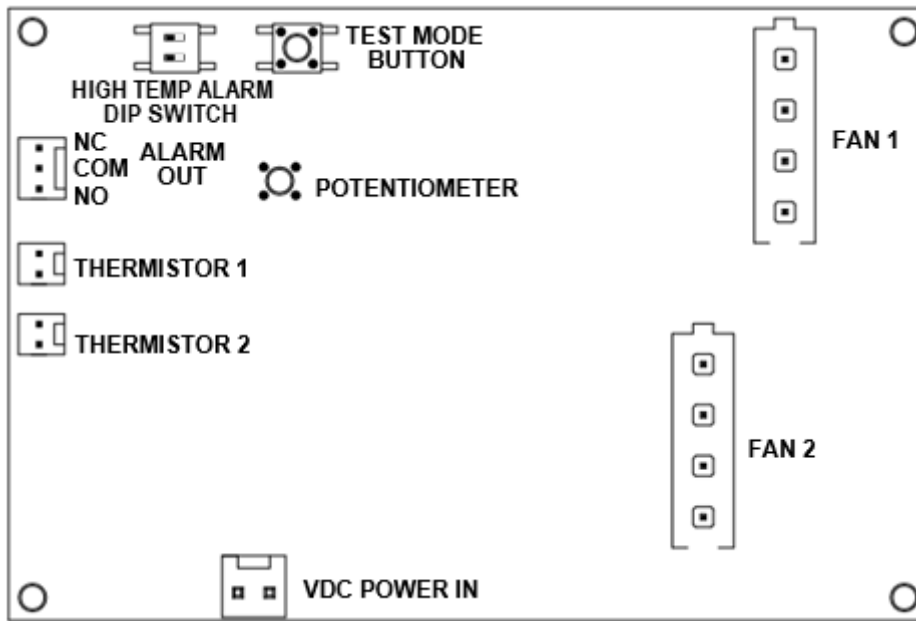 TEST MODE
BUTTON
HIGH TEMP ALARM
DIP SWITCH
FAN 1
NC
COM
NO
ALARM
OUT
POTENTIOMETER
THERMISTOR 1
THERMISTOR 2
FAN 2
VDC POWER IN